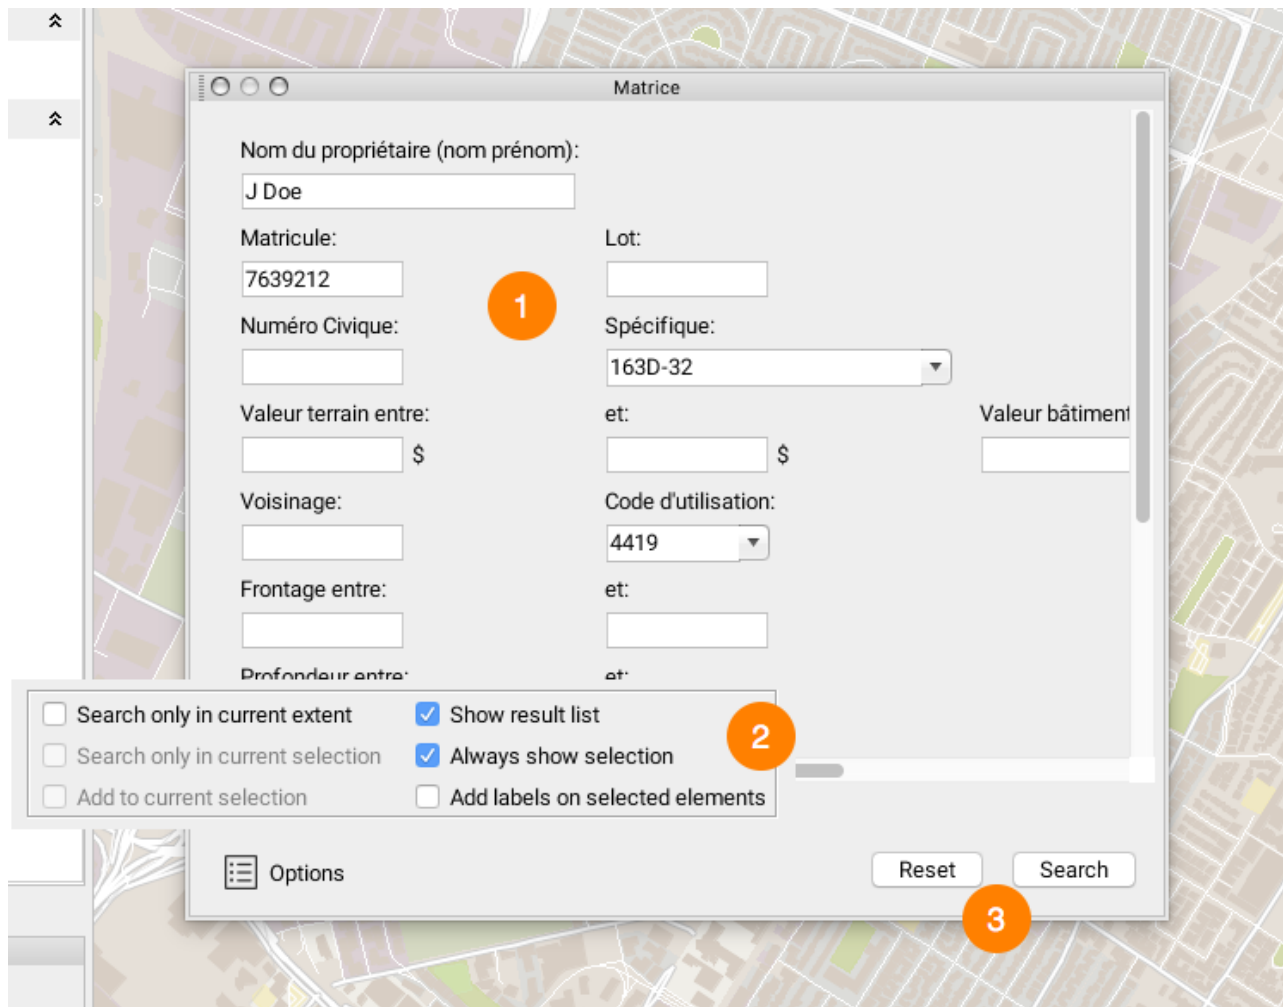 Matrice
Nom du propriétaire (nom prénom):
J Doe
Matricule: Lot:
7639212
1
Numéro Civique: Spécifique:
163D-32
Valeur terrain entre: et: Valeur bâtiment
$ $
Voisinage: Code d'utilisation:
4419
Frontage entre: et:
Profondeur entre: et:
Search only in current extent Show result list
2
Search only in current selection Always show selection
Add to current selection Add labels on selected elements
Options Reset Search
3